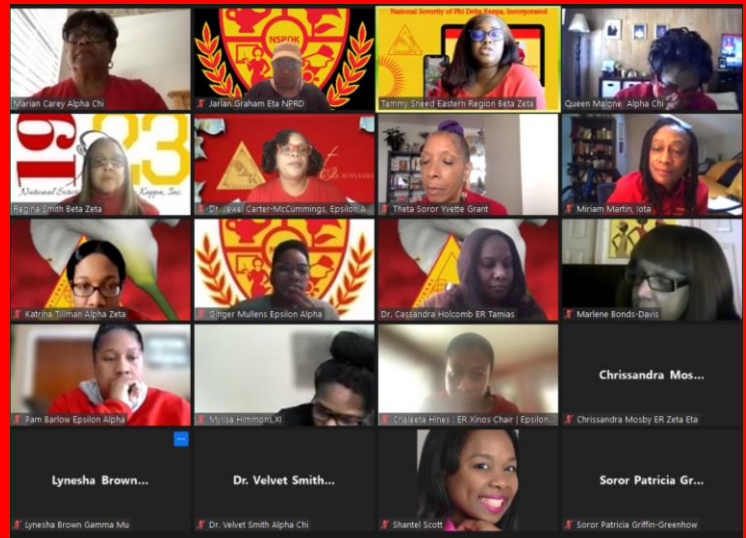 National Sorority of Phi Delta Kappa, Incorporated
NSPDK
Marian Carey Alpha Chi
Jarian Graham Eta NPRD
Tammy Sneed Eastern Region Beta Zeta
Queen Malone, Alpha Chi
19 23
National Soror Kappa, Inc.
Regina Smith Beta Zeta
Dr. Jewel Carter-McCummings, Epsilon A
Theta Soror Yvette Grant
Miriam Martin, Iota
Katrina Tillman Alpha Zeta
Ginger Mullens Epsilon Alpha
Dr. Cassandra Holcomb ER Tamias
Marlene Bonds-Davis
Chrissandra Mos...
Pam Barlow Epsilon Alpha
Himmons,XI
Chaleeta Hines | ER Xinos Chair | Epsilon...
Chrissandra Mosby ER Zeta Eta
Lynesha Brown...
Dr. Velvet Smith...
Soror Patricia Gr...
Lynesha Brown Gamma Mu
Dr. Velvet Smith Alpha Chi
Shantel Scott
Soror Patricia Griffin-Greenhow